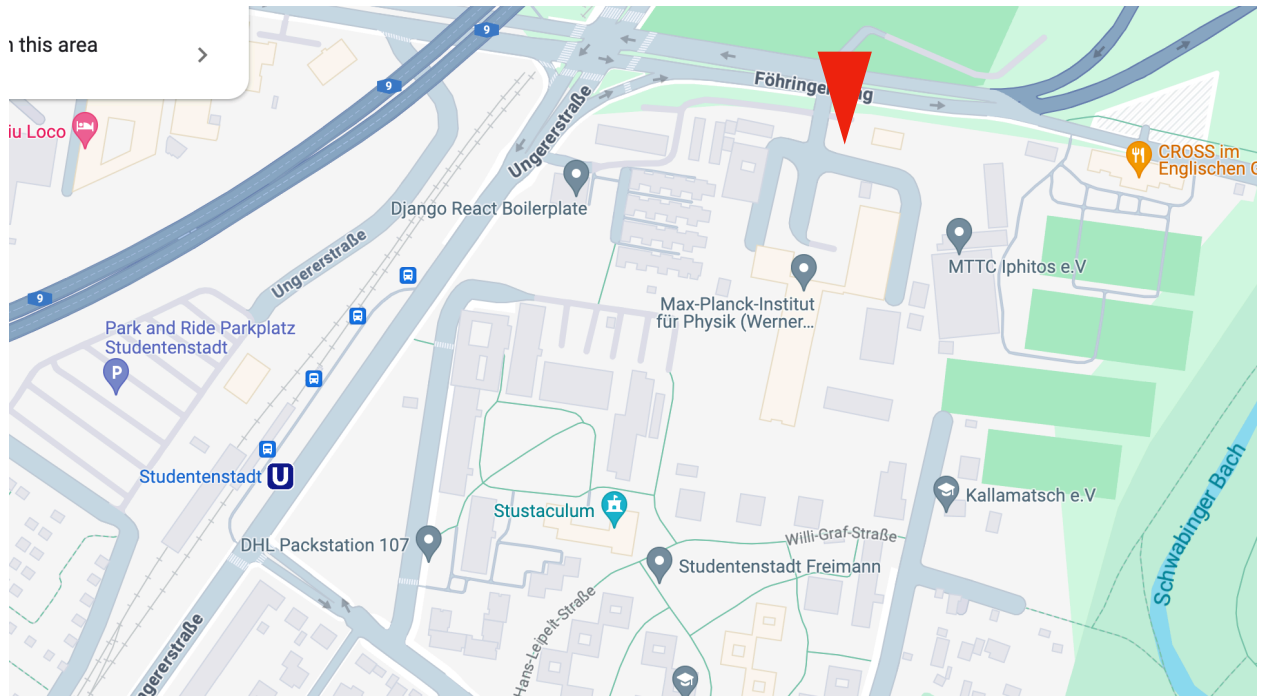 this area
9
9
Föhringer
Loco
CROSS im
Englischen
Ungererstraße
Django React Boilerplate
Ungererstraße
MTTC Iphitos e.V
9
Max-Planck-Institut
für Physik (Werner...
Park and Ride Parkplatz
Studentenstadt
P
Studentenstadt
U
Kallamatsch e.V
Schwabinger Bach
Stustaculum
Willi-Graf-Straße
DHL Packstation 107
Studentenstadt Freimann
Hans-Leipelt-Straße
ngererstraße